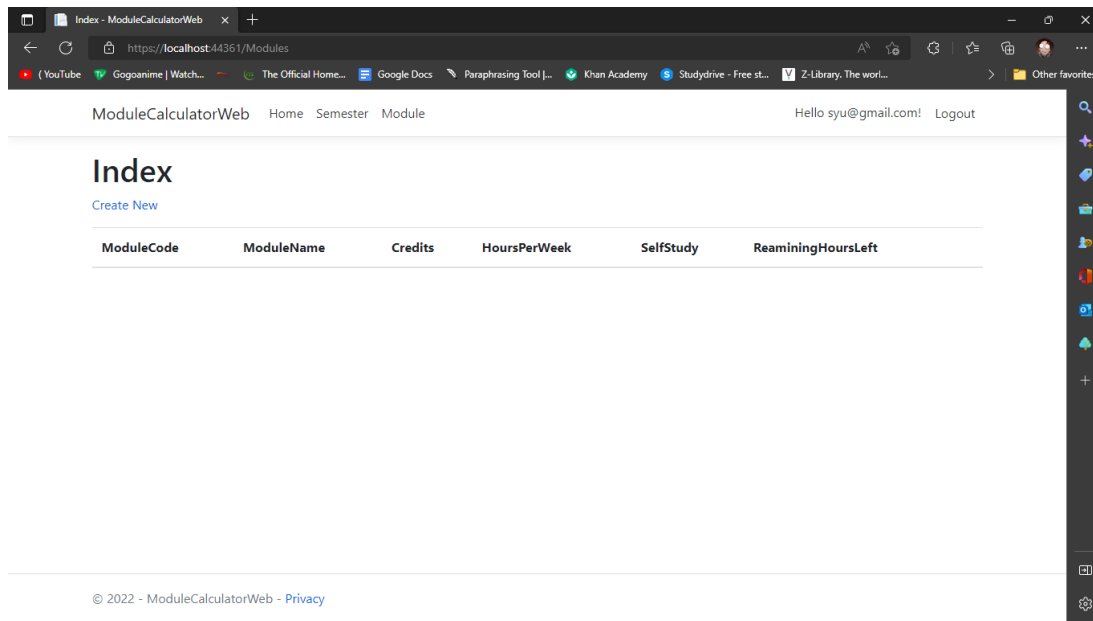 Index - ModuleCalculatorWeb
https://localhost:44361/Modules
( YouTube Gogoanime | Watch... The Official Home... Google Docs Paraphrasing Tool |... Khan Academy Studydrive - Free st... Z-Library. The worl... Other favorites
ModuleCalculatorWeb Home Semester Module Hello syu@gmail.com! Logout
Index
Create New
ModuleCode ModuleName Credits HoursPerWeek SelfStudy ReaminingHoursLeft
© 2022 - ModuleCalculatorWeb - Privacy